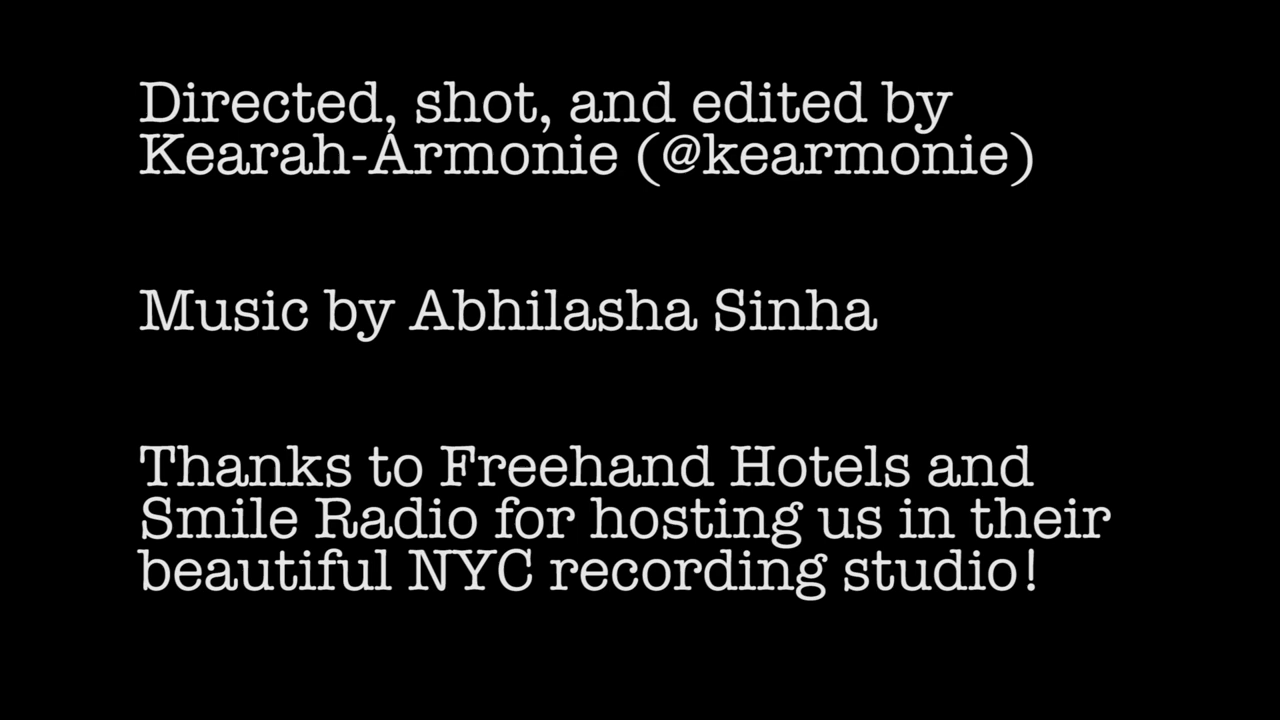 Directed, shot, and edited by
Kearah-Armonie (@kearmonie)
Music by Abhilasha Sinha
Thanks to Freehand Hotels and
Smile Radio for hosting us in their
beautiful NYC recording studio!